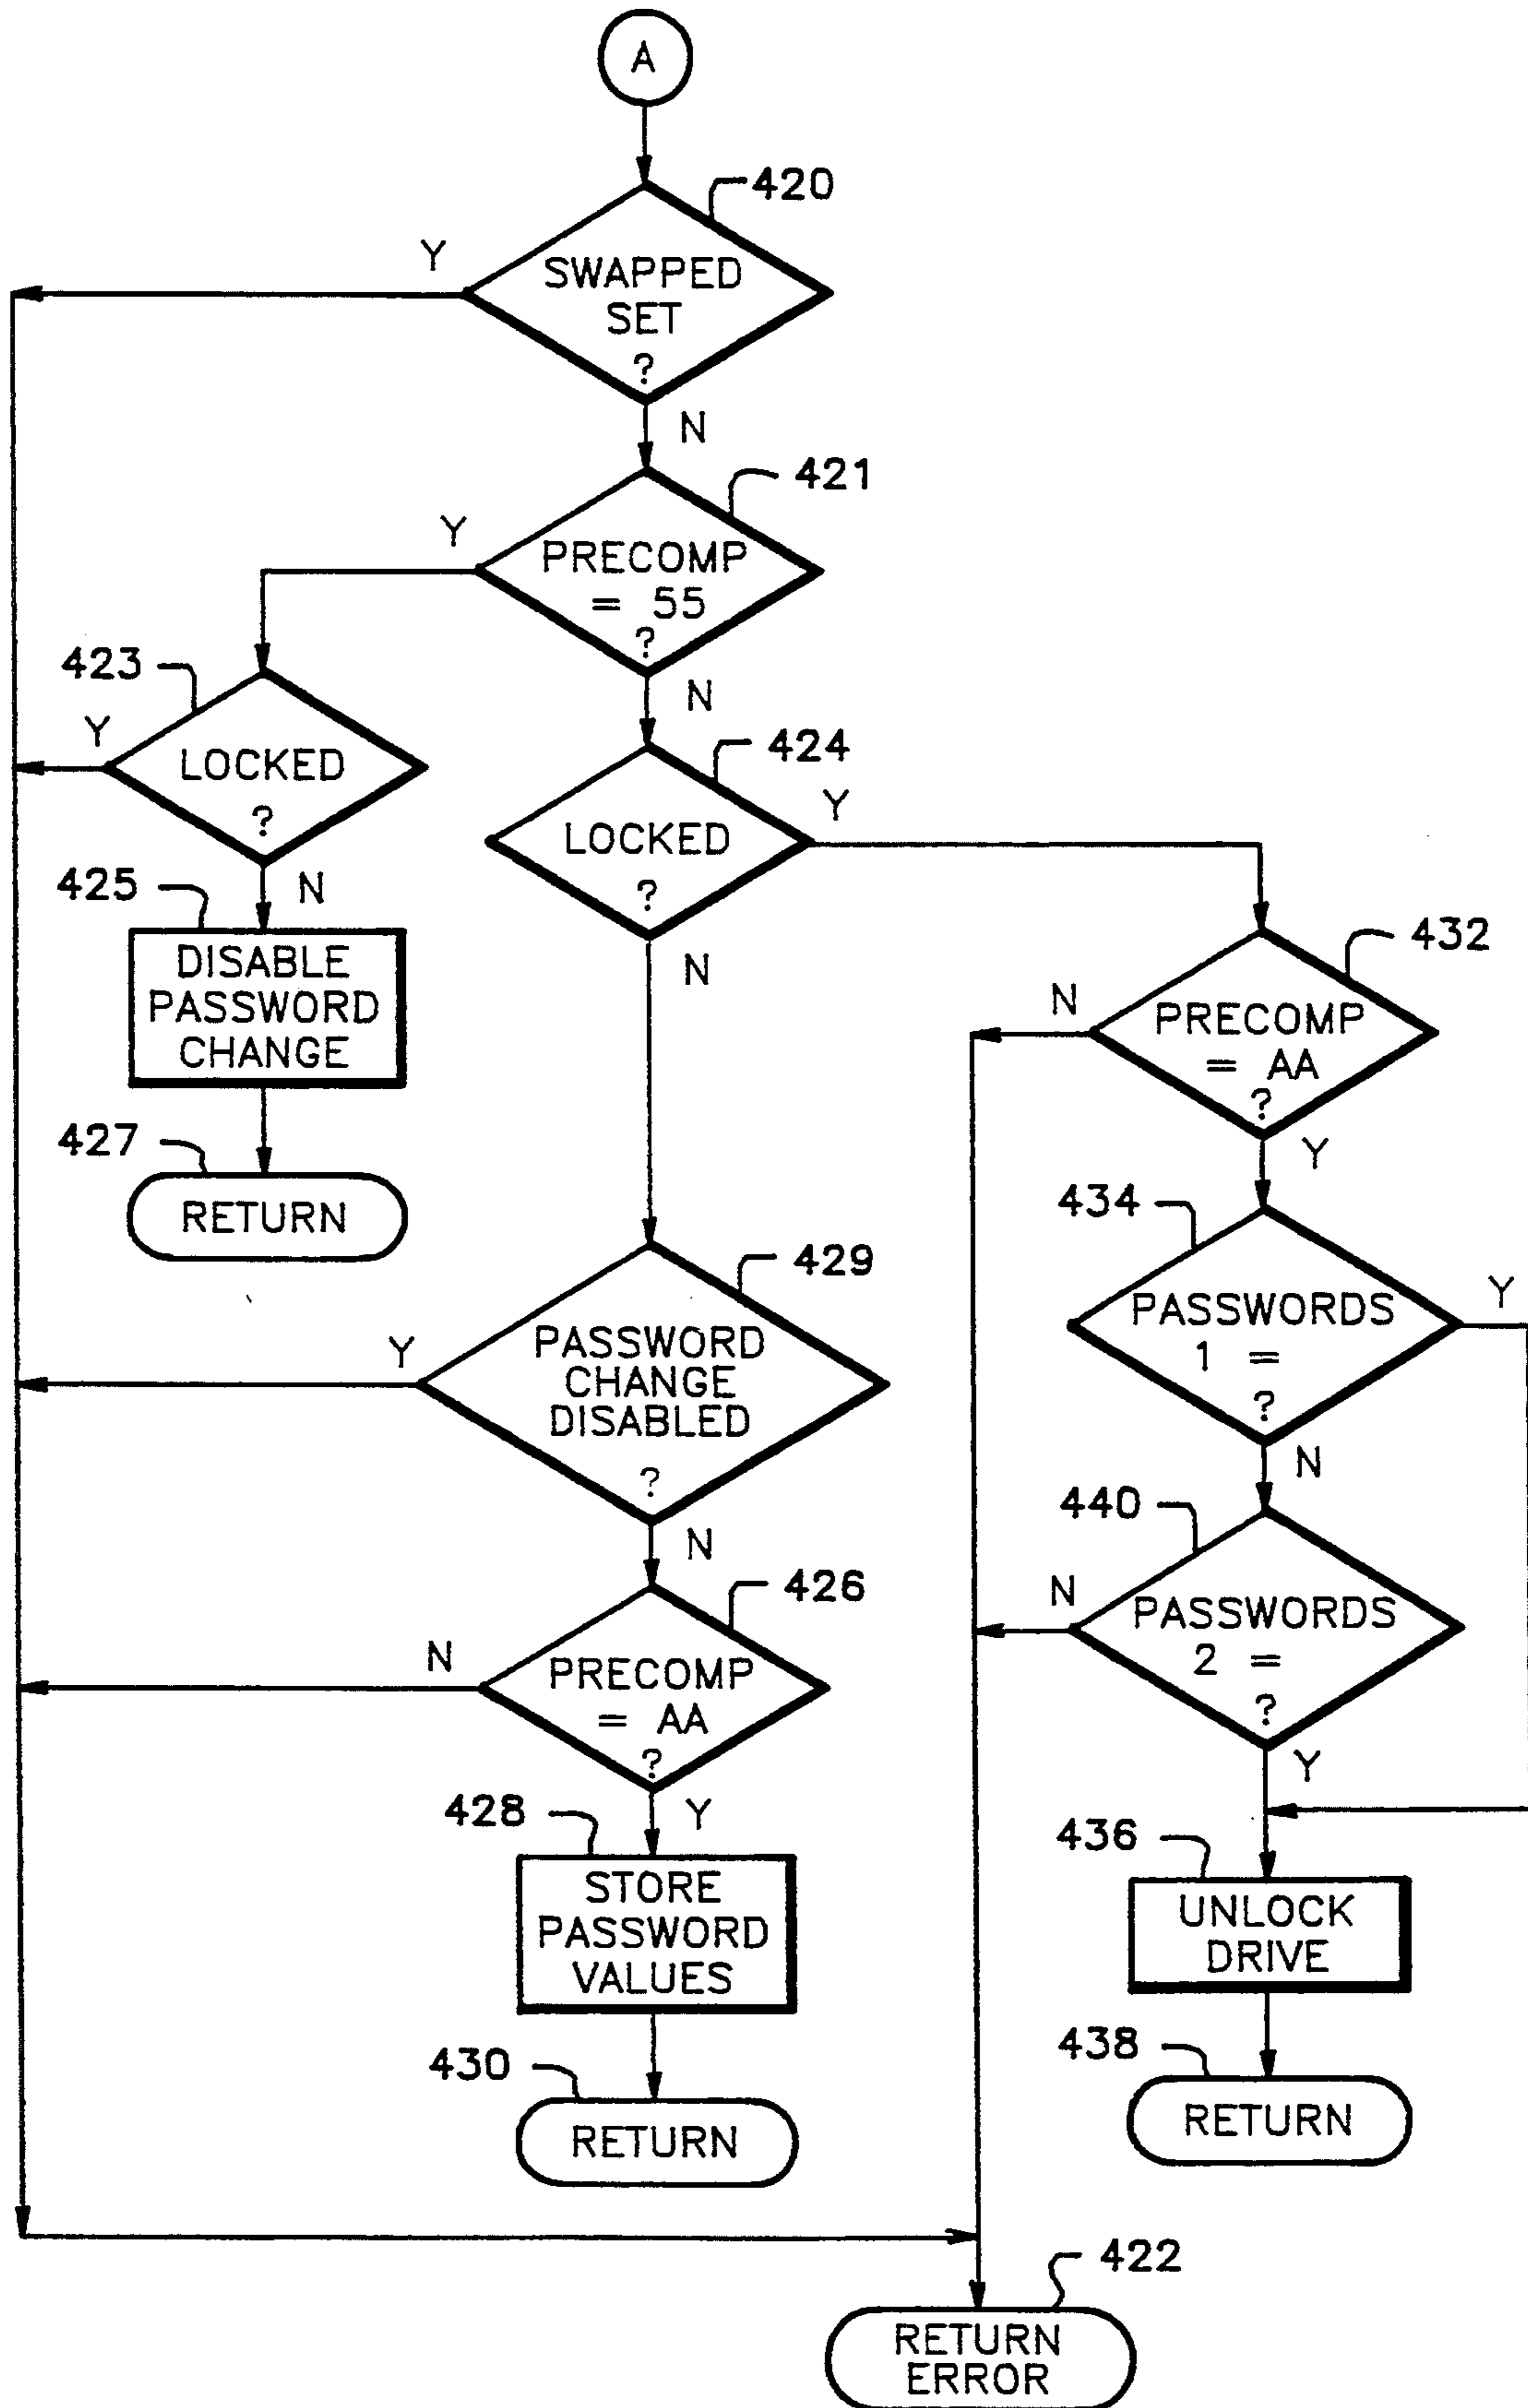 A
420
Y
SWAPPED
SET
?
N
421
Y
PRECOMP
= 55
?
N
423
Y
LOCKED
?
N
424
LOCKED
?
Y
N
425
DISABLE
PASSWORD
CHANGE
427
RETURN
432
N
PRECOMP
= AA
?
Y
434
PASSWORDS
1 =
?
Y
N
429
Y
PASSWORD
CHANGE
DISABLED
?
N
440
N
PASSWORDS
2 =
?
Y
426
N
PRECOMP
= AA
?
Y
428
STORE
PASSWORD
VALUES
430
RETURN
436
UNLOCK
DRIVE
438
RETURN
422
RETURN
ERROR